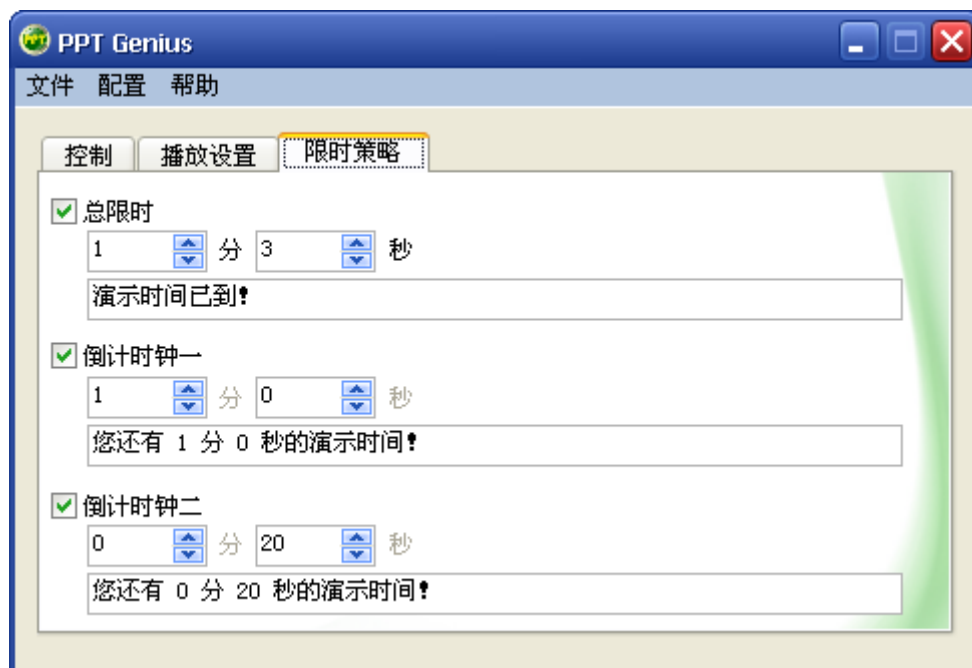 PPT Genius
文件 配置 帮助
控制 播放设置 限时策略
总限时
1 分 3 秒
演示时间已到!
倒计时钟一
1 分 0 秒
您还有 1 分 0 秒的演示时间!
倒计时钟二
0 分 20 秒
您还有 0 分 20 秒的演示时间!